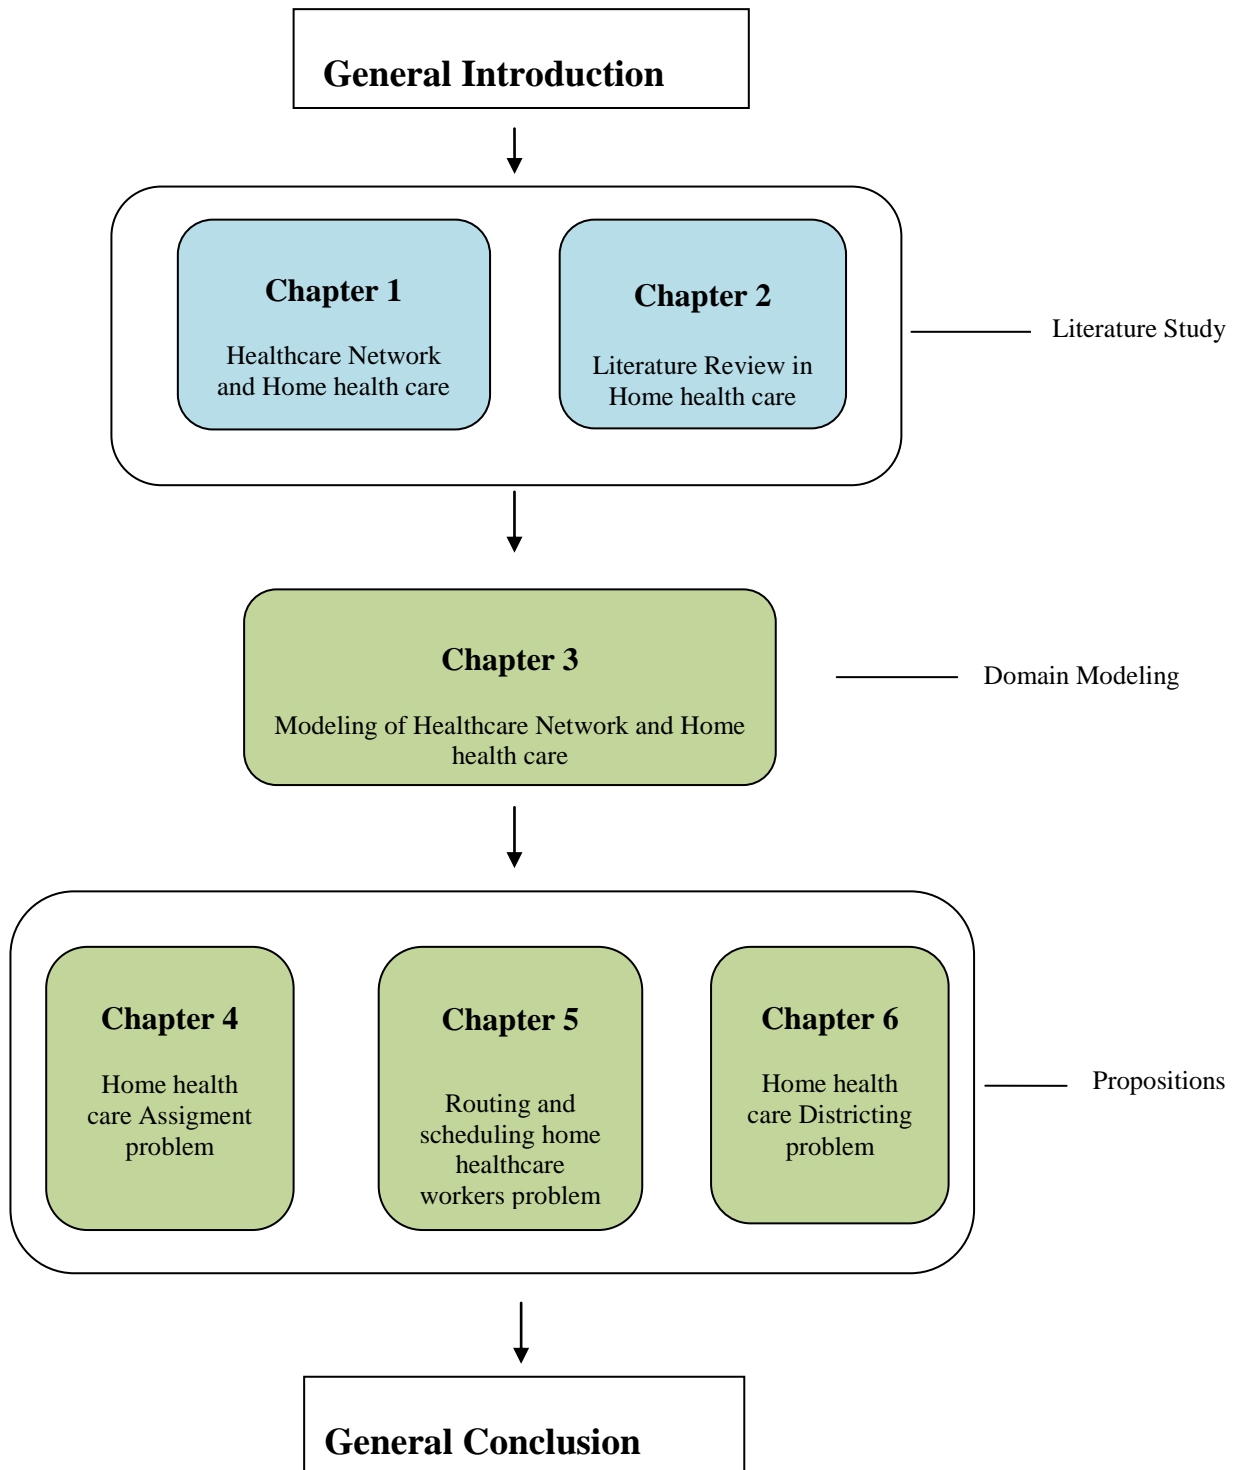 General Introduction
Chapter 1
Healthcare Network
and Home health care
Chapter 2
Literature Review in
Home health care
Literature Study
Chapter 3
Modeling of Healthcare Network and Home
health care
Domain Modeling
Chapter 4
Home health
care Assigment
problem
Chapter 5
Routing and
scheduling home
healthcare
workers problem
Chapter 6
Home health
care Districting
problem
Propositions
General Conclusion